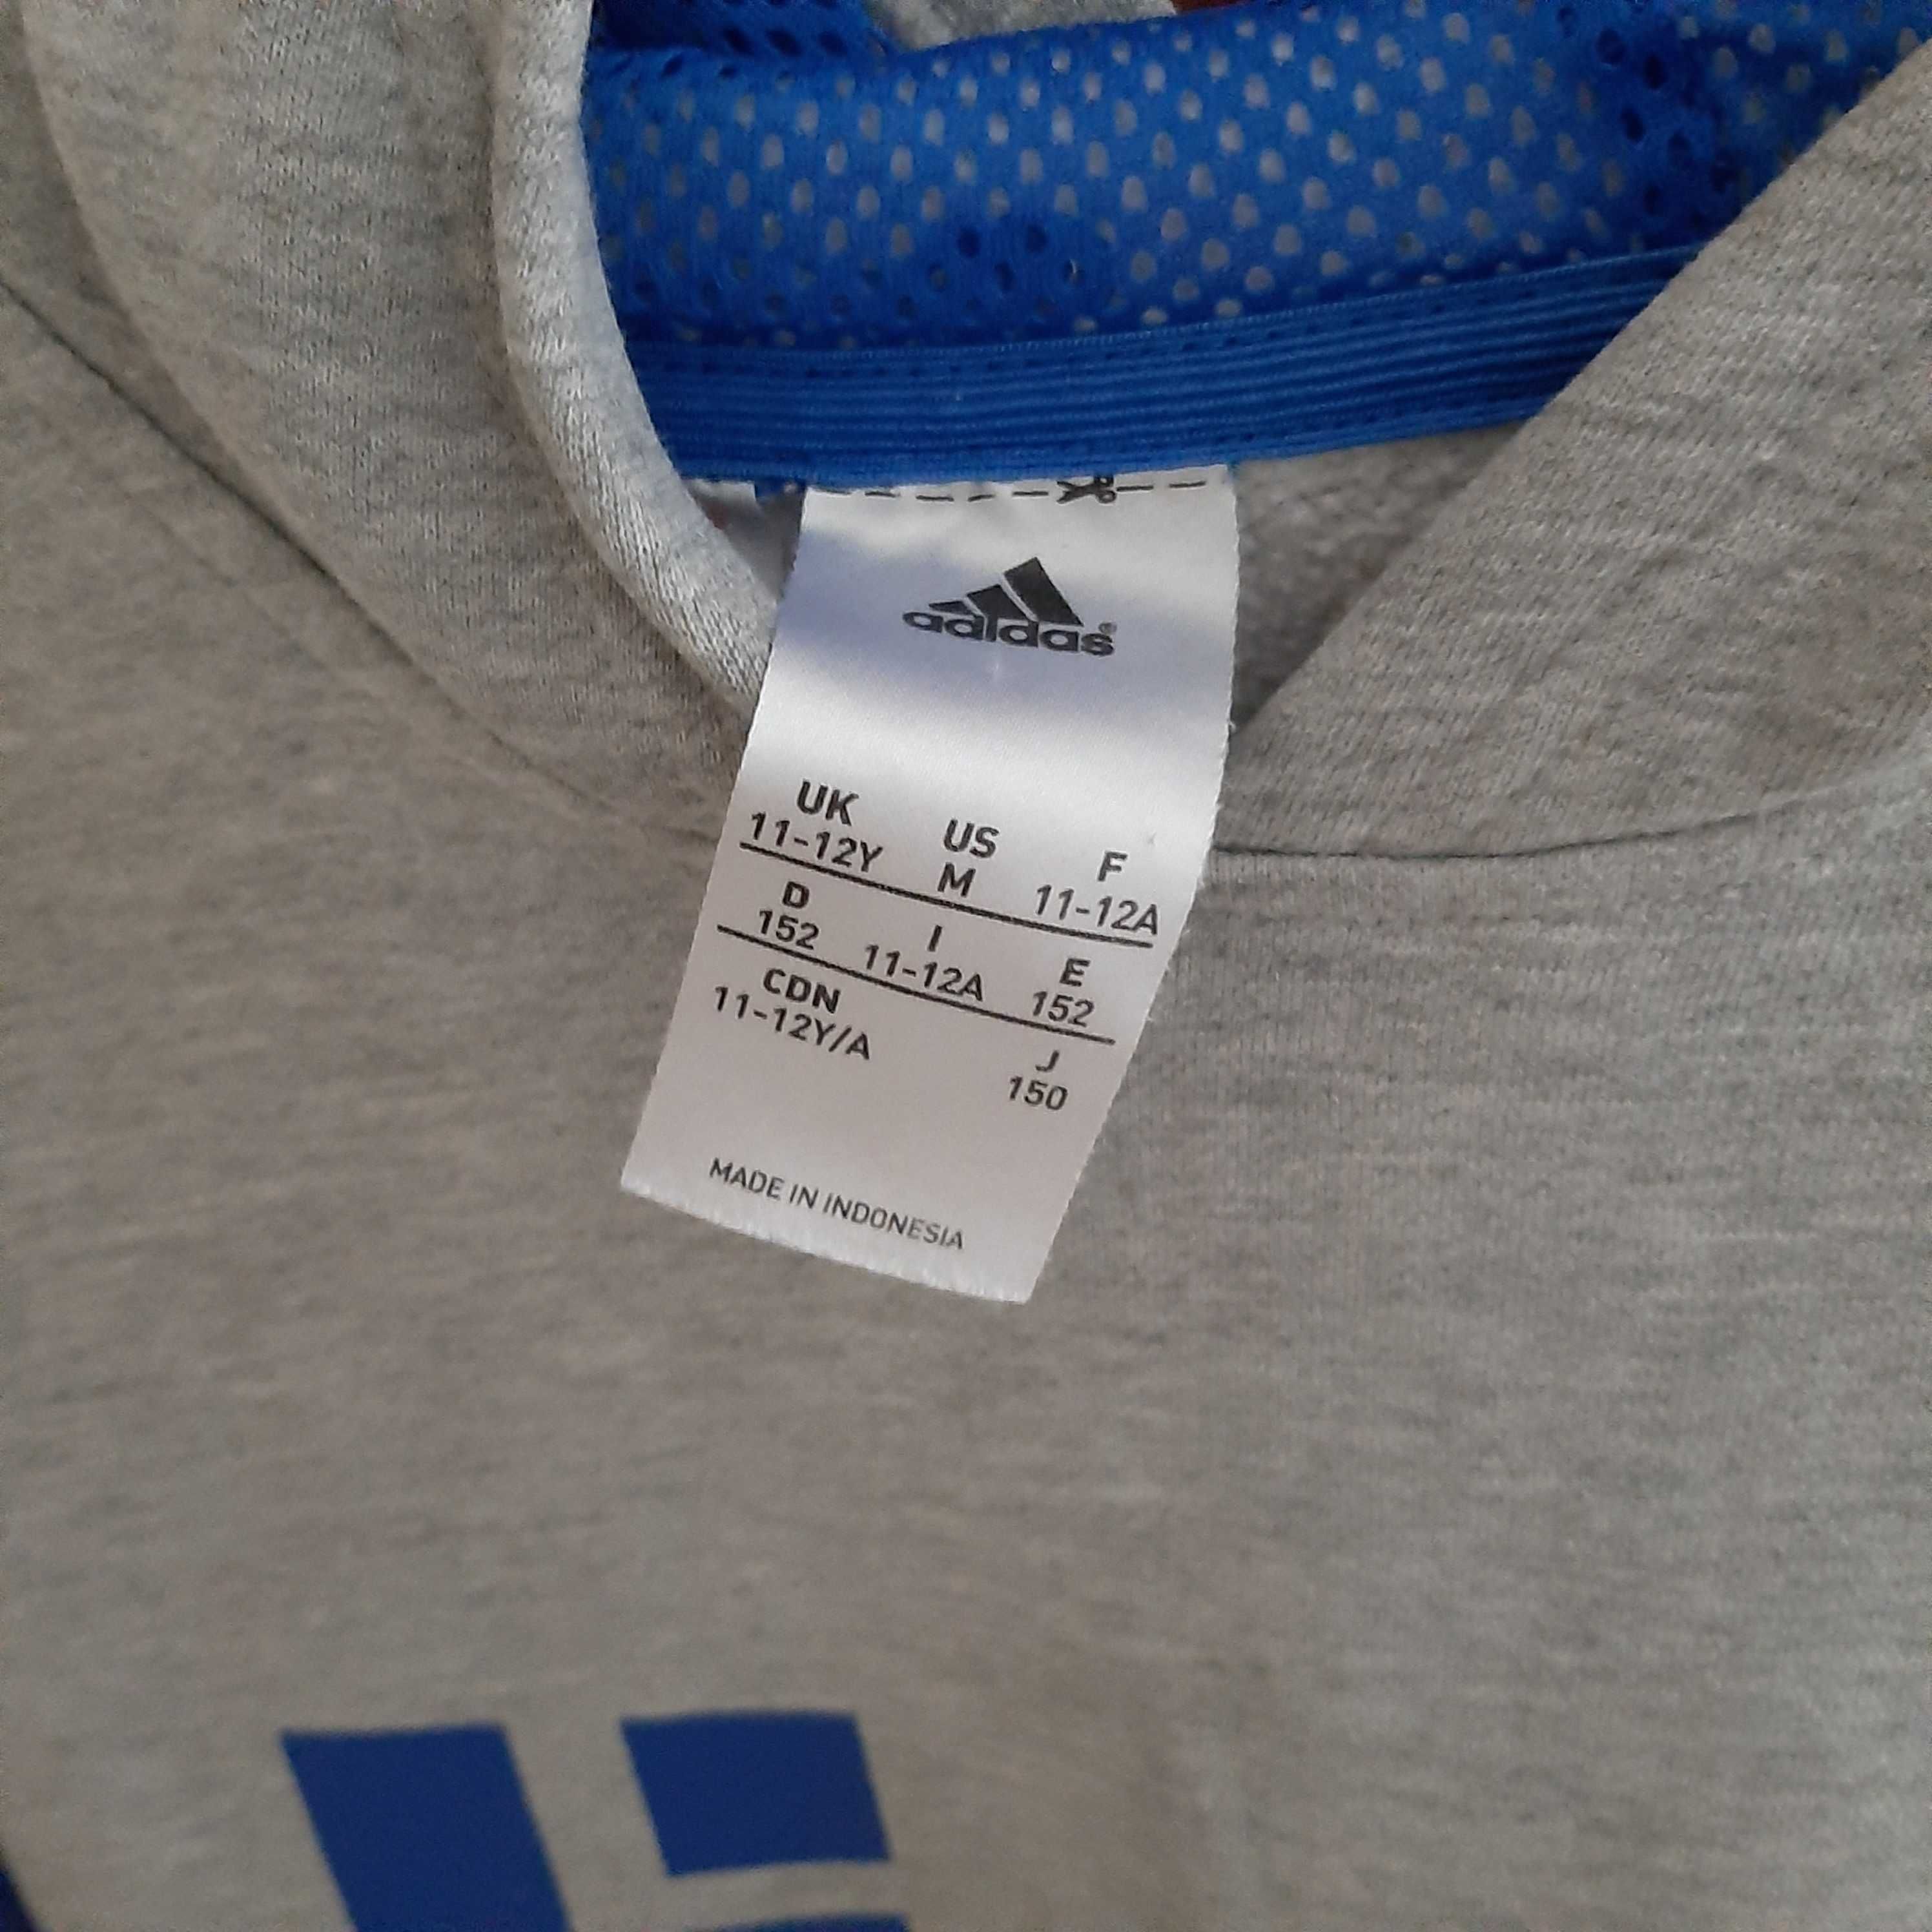 adidas®
UK US F
11-12Y M 11-12A
D I E
152 11-12A 152
CDN J
11-12Y/A 150
MADE IN INDONESIA